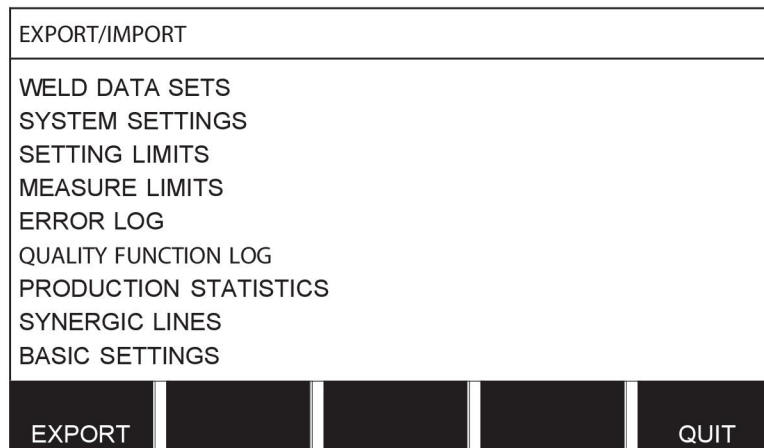 EXPORT/IMPORT
WELD DATA SETS
SYSTEM SETTINGS
SETTING LIMITS
MEASURE LIMITS
ERROR LOG
QUALITY FUNCTION LOG
PRODUCTION STATISTICS
SYNERGIC LINES
BASIC SETTINGS
EXPORT QUIT